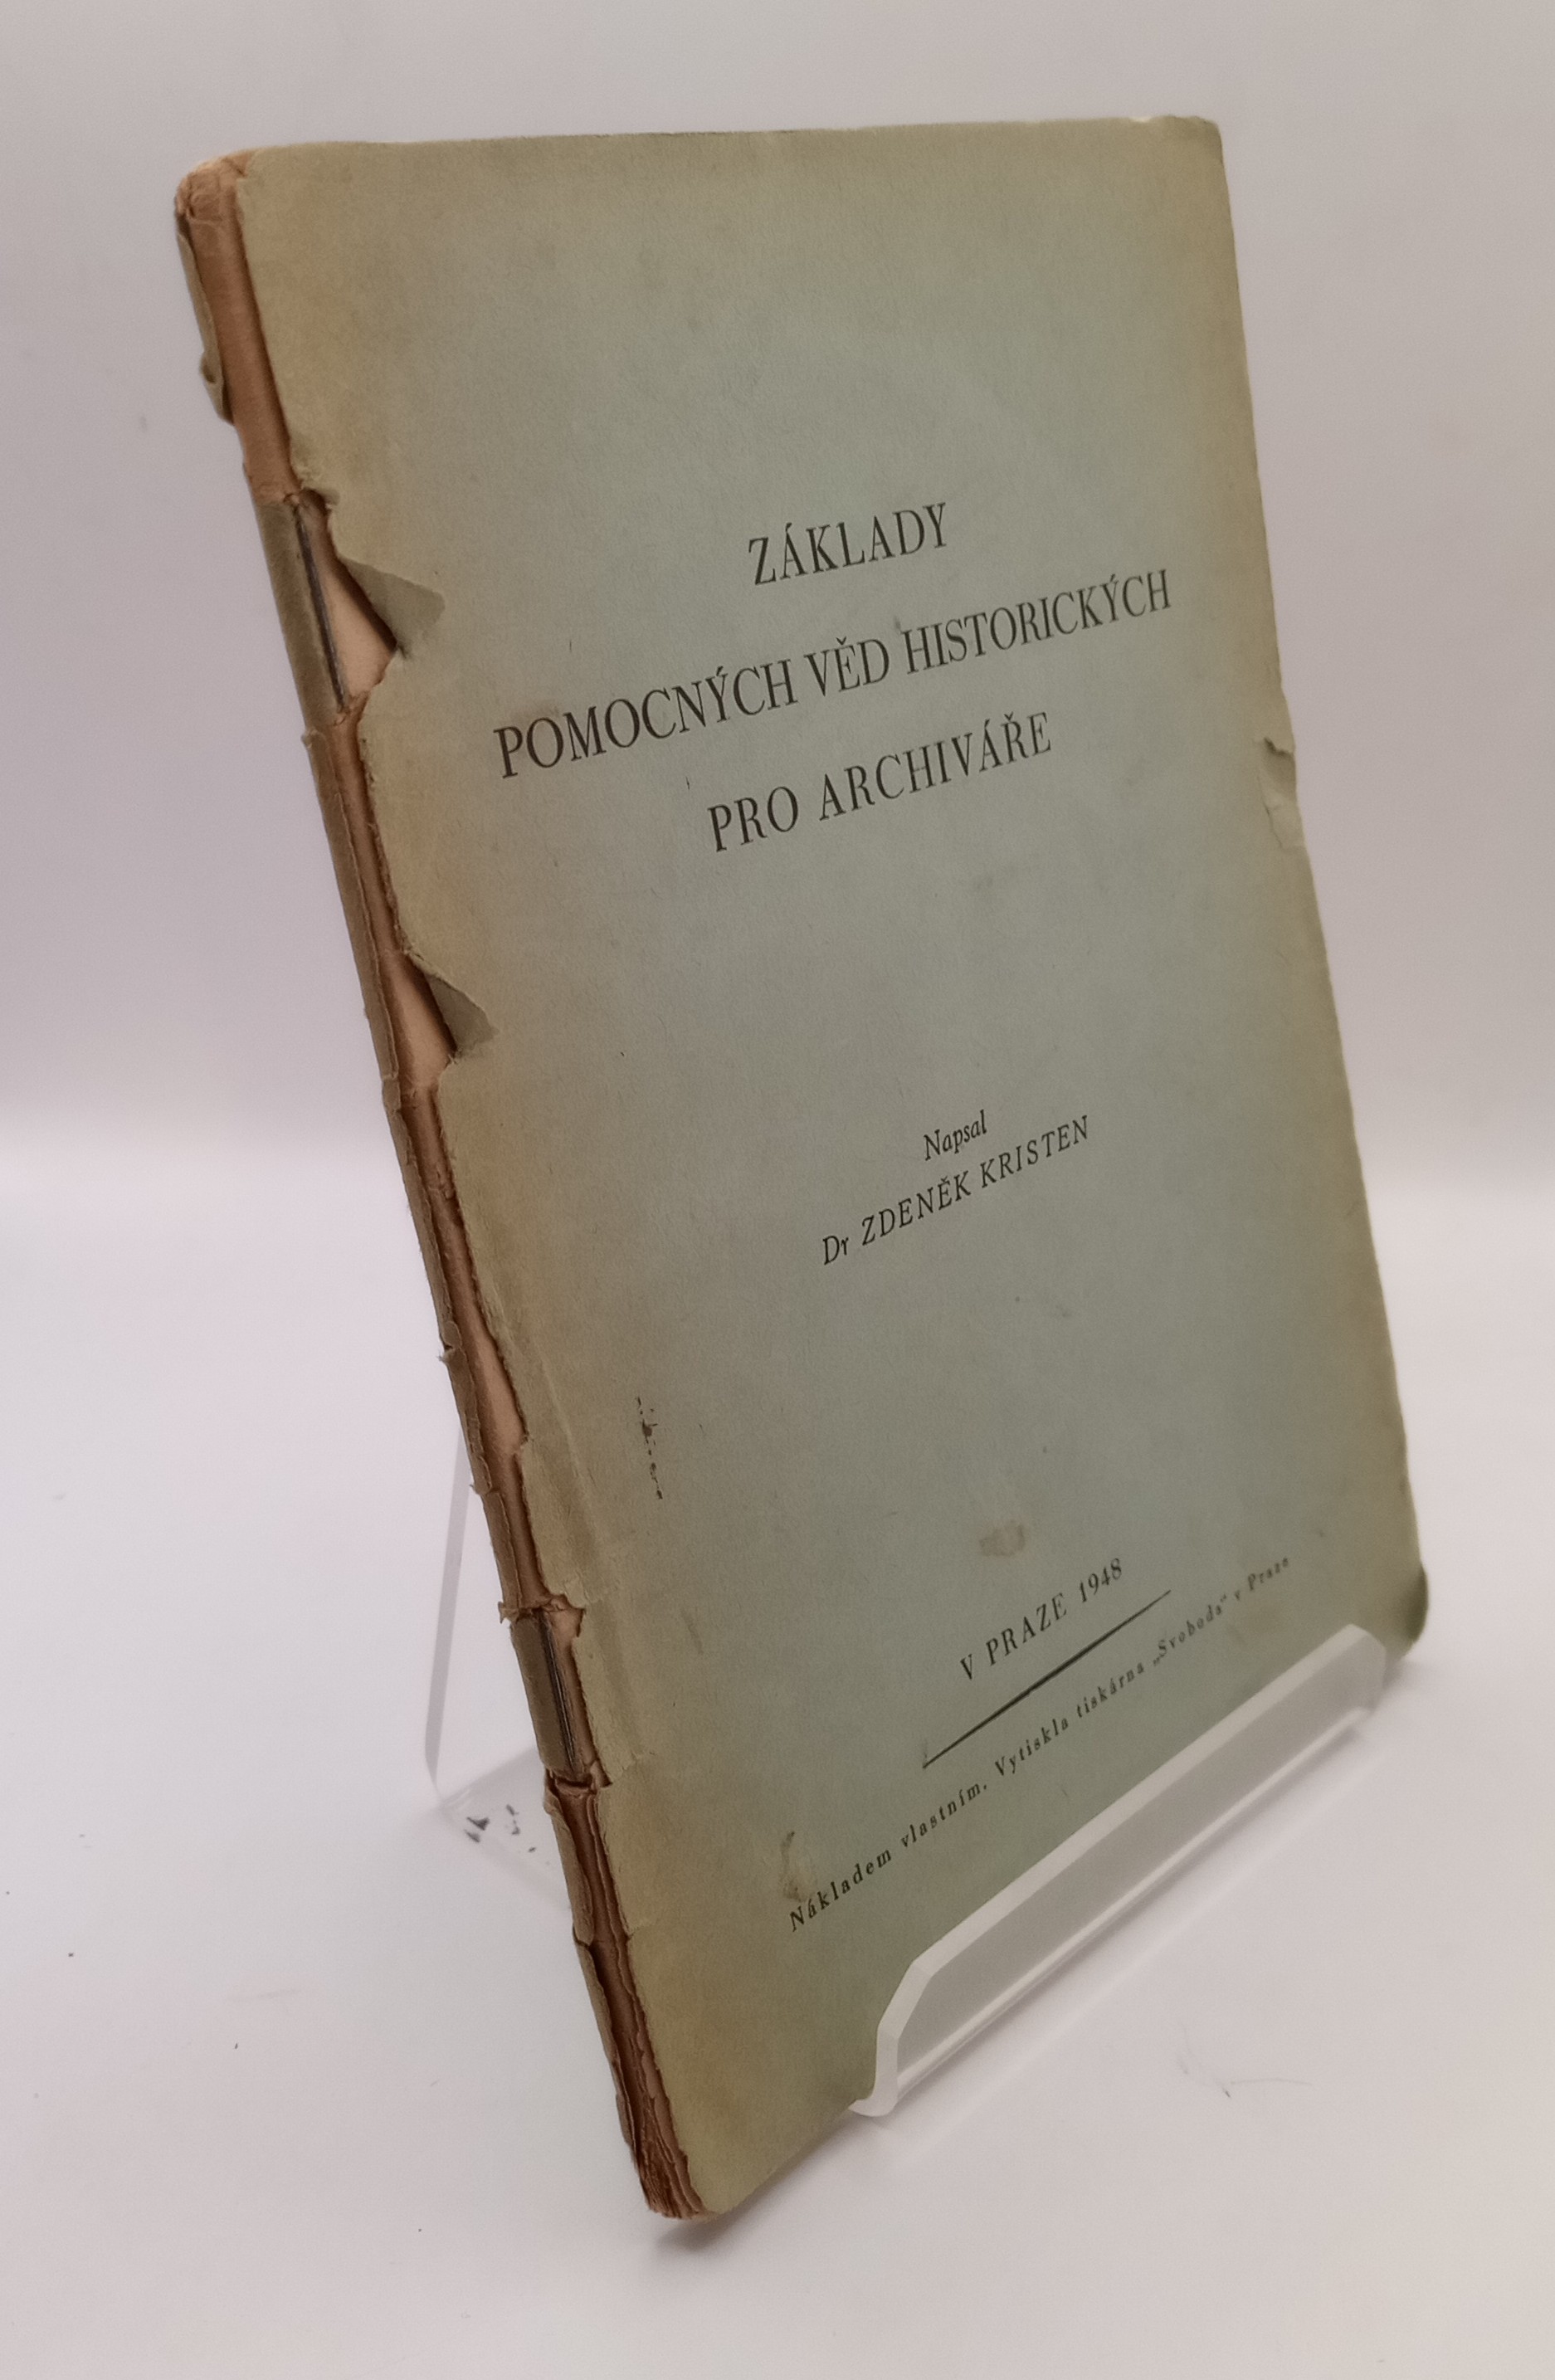 ZÁKLADY
POMOCNÝCH VĚD HISTORICKÝCH
PRO ARCHIVÁŘE
Napsal
Dr ZDENĚK KRISTEN
V PRAZE 1948
Nákladem vlastním. Vytiskla tiskárna „Svoboda“ v Praze